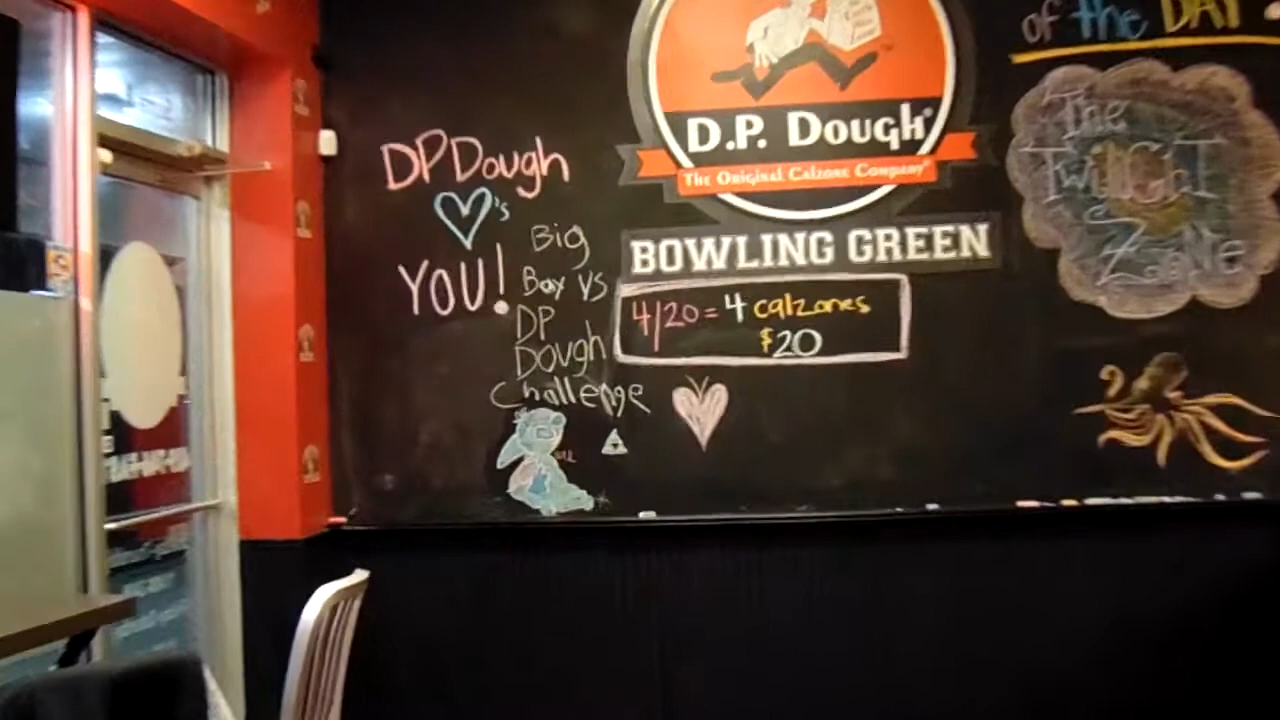 DPDough
♡'s
YOU!
Big
Bay vs
DP
Dough
Challenge
D.P. Dough®
The Original Calzone Company®
BOWLING GREEN
4/20 = 4 calzones
$20
of the DAY
The
TWiLiGHT
ZoNe